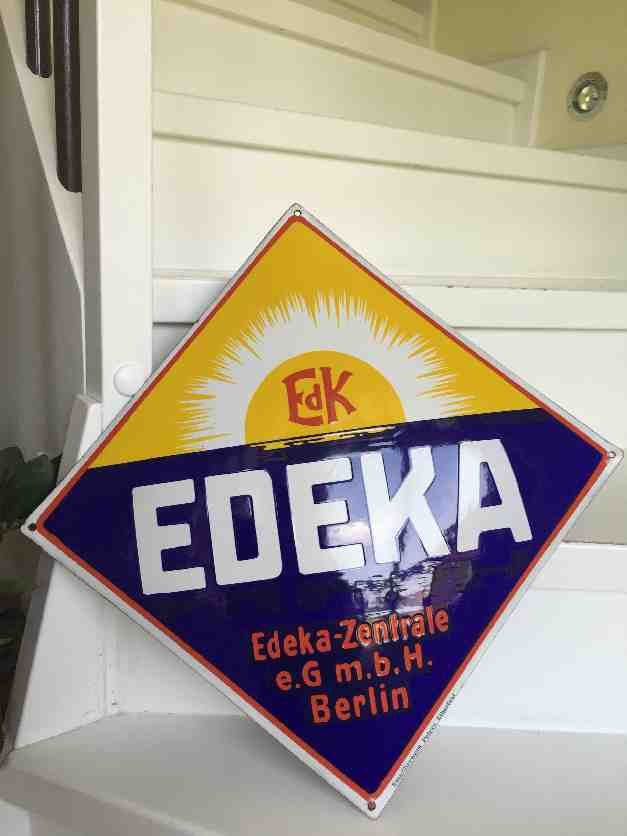 EdK
EDEKA
Edeka-Zentrale
e.G m.b.H.
Berlin